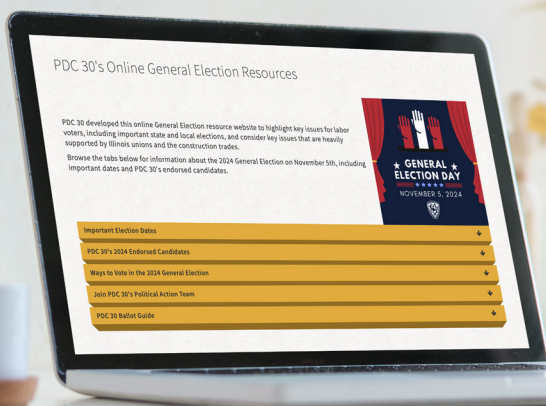 PDC 30's Online General Election Resources
PDC 30 developed this online General Election resource website to highlight key issues for labor
voters, including important state and local elections, and consider key issues that are heavily
supported by Illinois unions and the construction trades.
Browse the tabs below for information about the 2024 General Election on November 5th, including
important dates and PDC 30's endorsed candidates.
GENERAL
ELECTION DAY
NOVEMBER 5, 2024
Important Election Dates
PDC 30's 2024 Endorsed Candidates
Ways to Vote in the 2024 General Election
Join PDC 30's Political Action Team
PDC 30 Ballot Guide